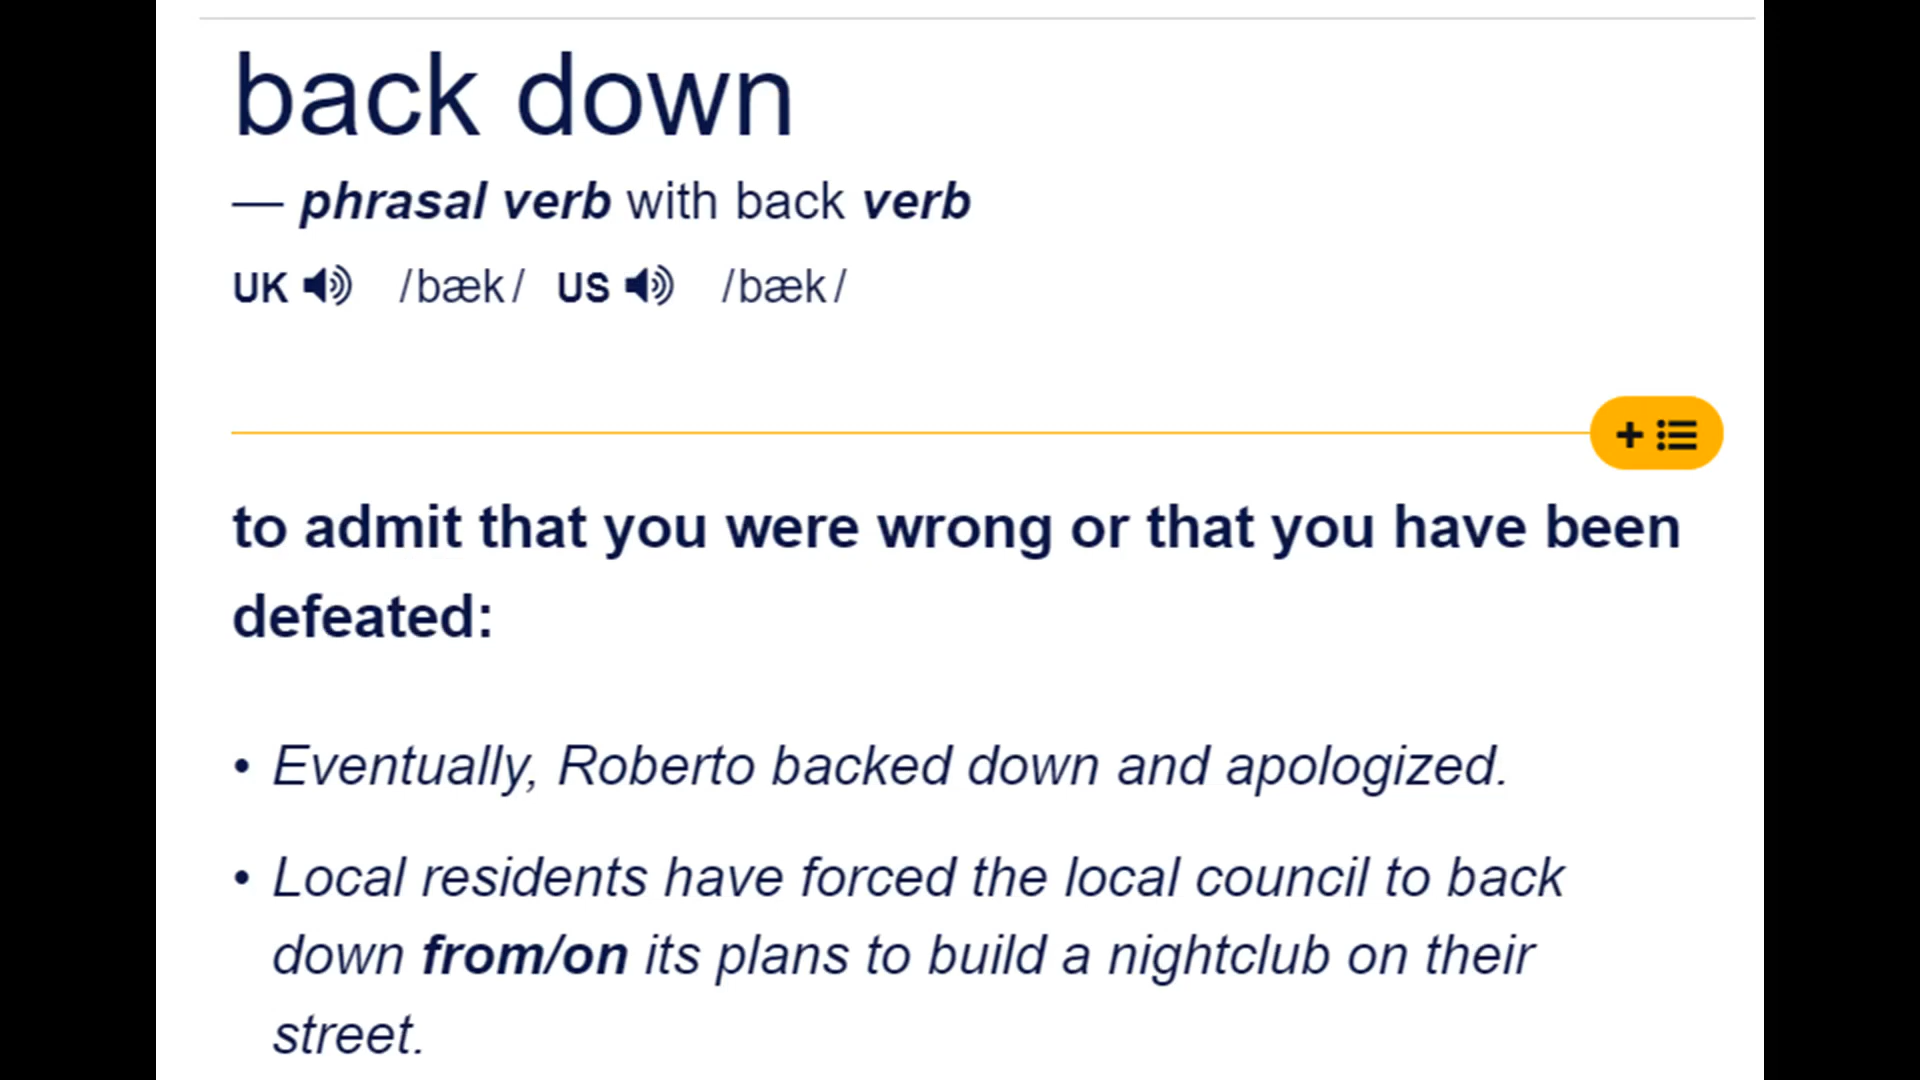 back down
— phrasal verb with back verb
UK /bæk/ US /bæk/
to admit that you were wrong or that you have been
defeated:
• Eventually, Roberto backed down and apologized.
• Local residents have forced the local council to back
down from/on its plans to build a nightclub on their
street.